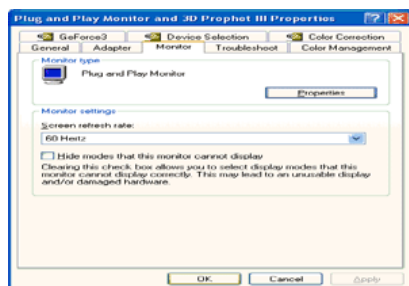 Plug and Play Monitor and 3D Prophet III Properties
GeForce3 Device Selection Color Correction
General Adapter Monitor Troubleshoot Color Management
Monitor type
Plug and Play Monitor
Properties
Monitor settings
Screen refresh rate:
60 Hertz
Hide modes that this monitor cannot display
Clearing this check box allows you to select display modes that this
monitor cannot display correctly. This may lead to an unusable display
and/or damaged hardware.
OK Cancel Apply